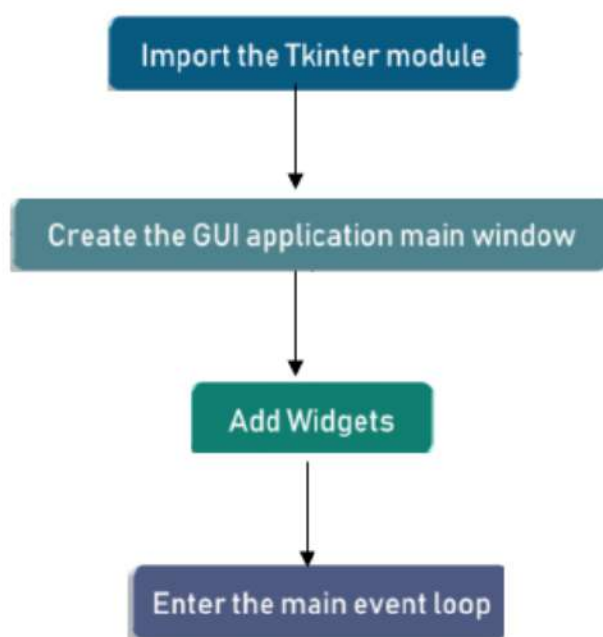 Import the Tkinter module
Create the GUI application main window
Add Widgets
Enter the main event loop